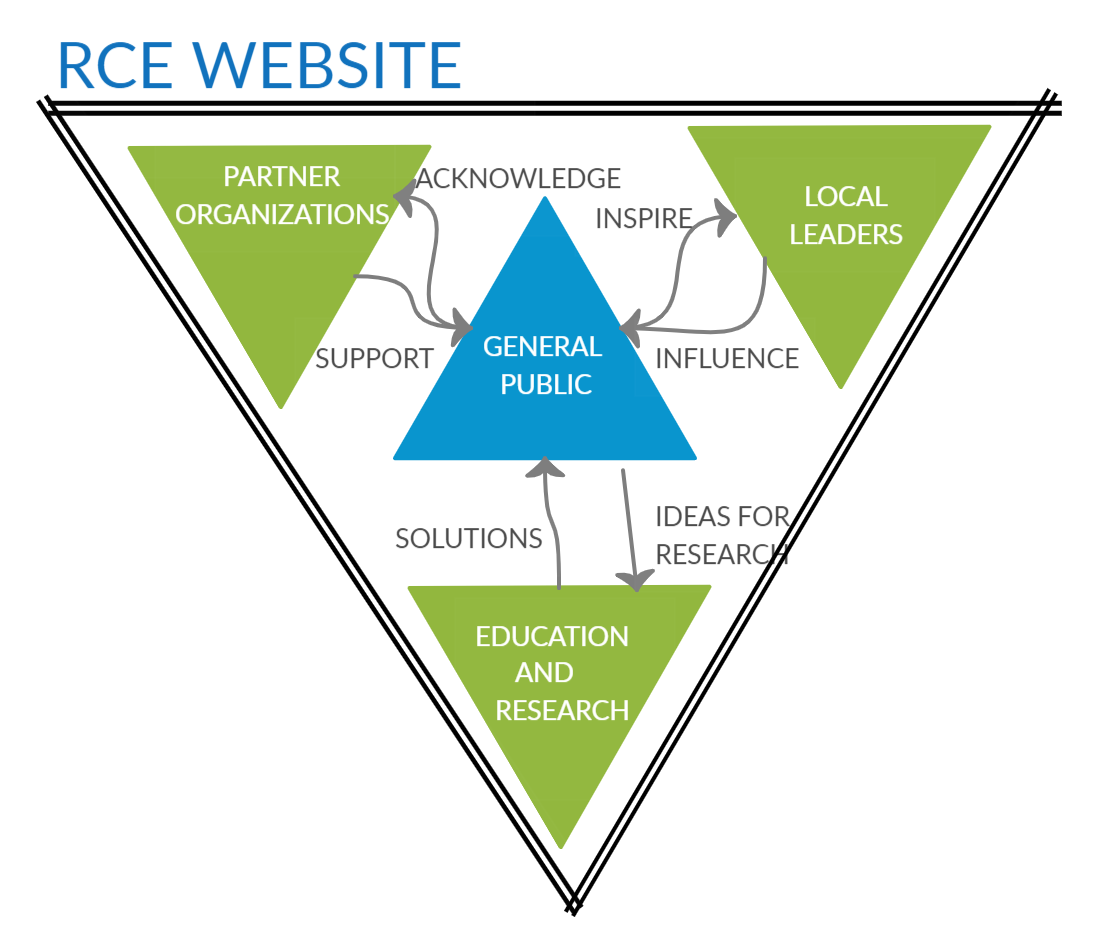 RCE WEBSITE
PARTNER
ORGANIZATIONS
ACKNOWLEDGE
INSPIRE
LOCAL
LEADERS
SUPPORT
GENERAL
PUBLIC
INFLUENCE
SOLUTIONS
IDEAS FOR
RESEARCH
EDUCATION
AND
RESEARCH